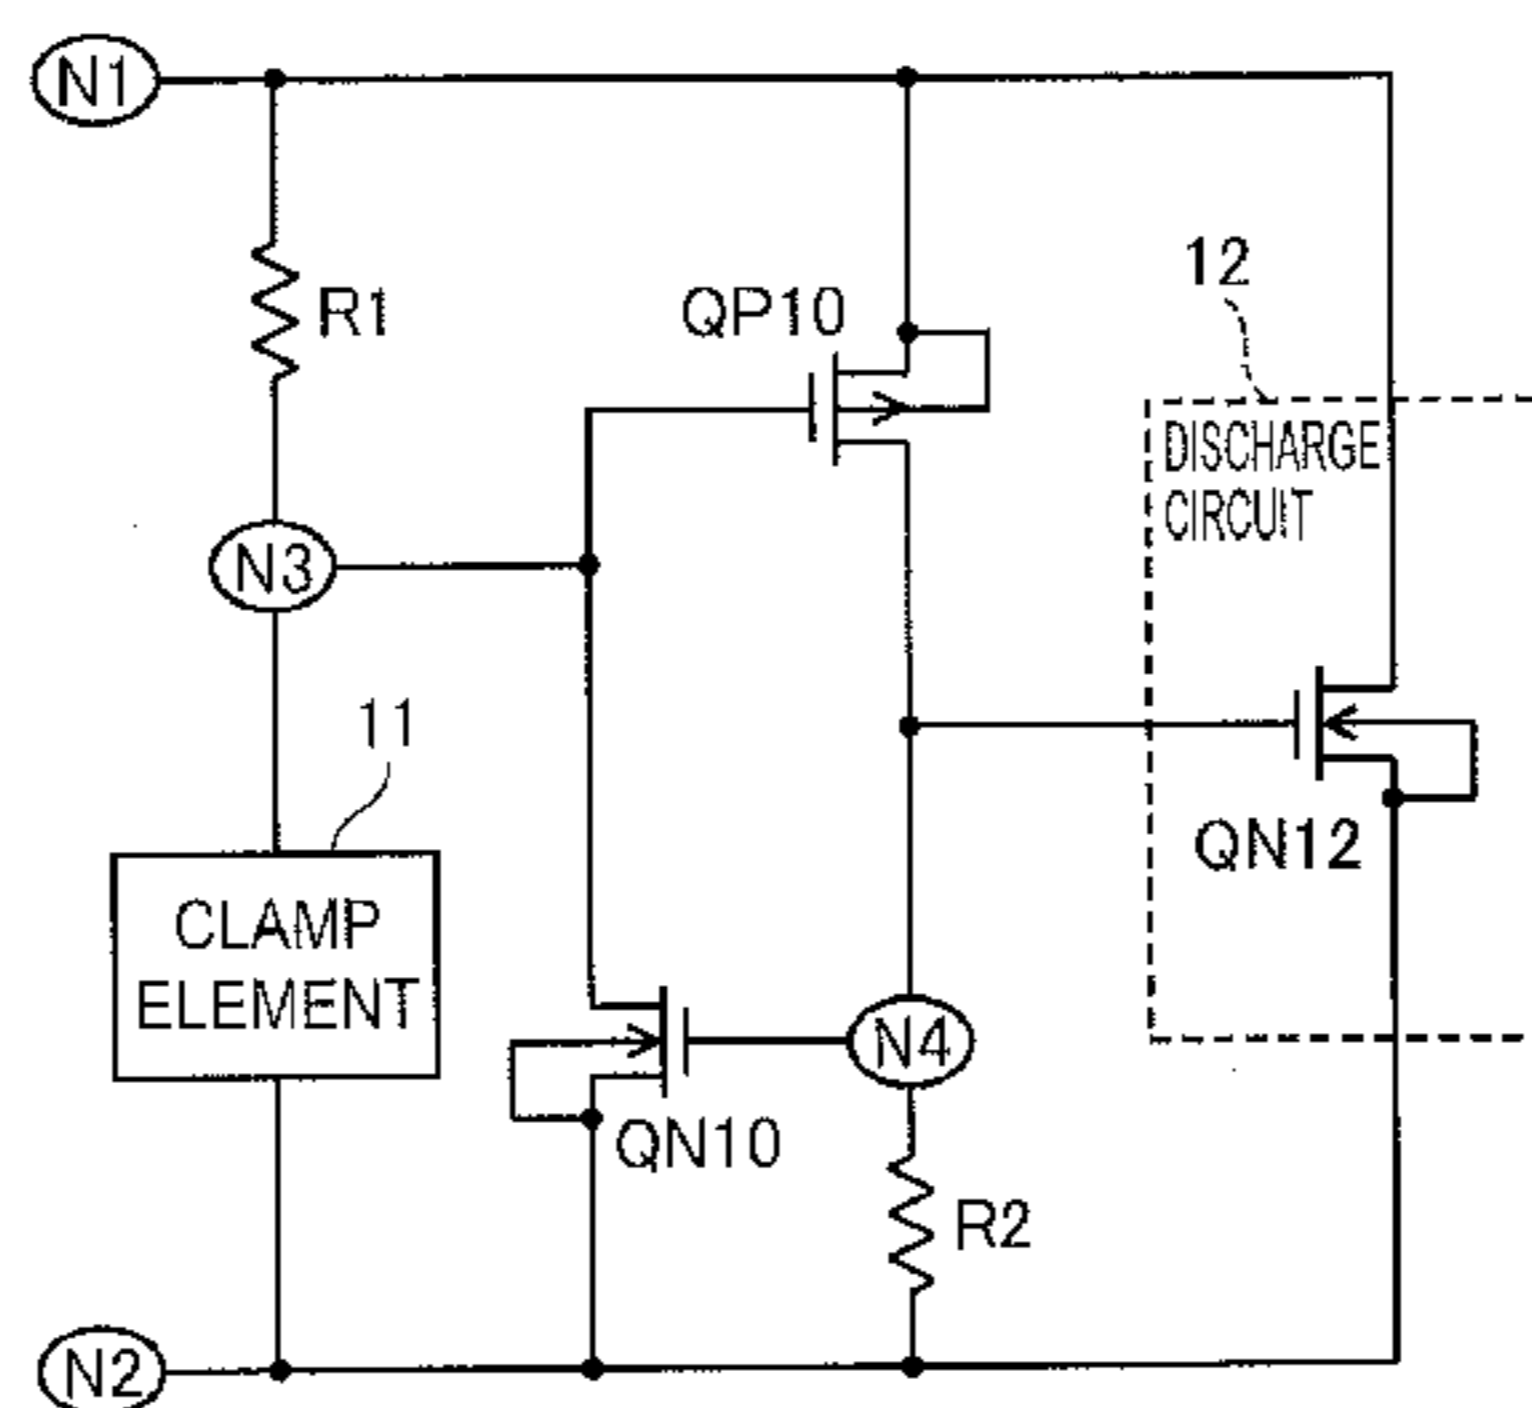 N1
12
R1
QP10
DISCHARGE
CIRCUIT
N3
11
QN12
CLAMP
ELEMENT
N4
QN10
R2
N2